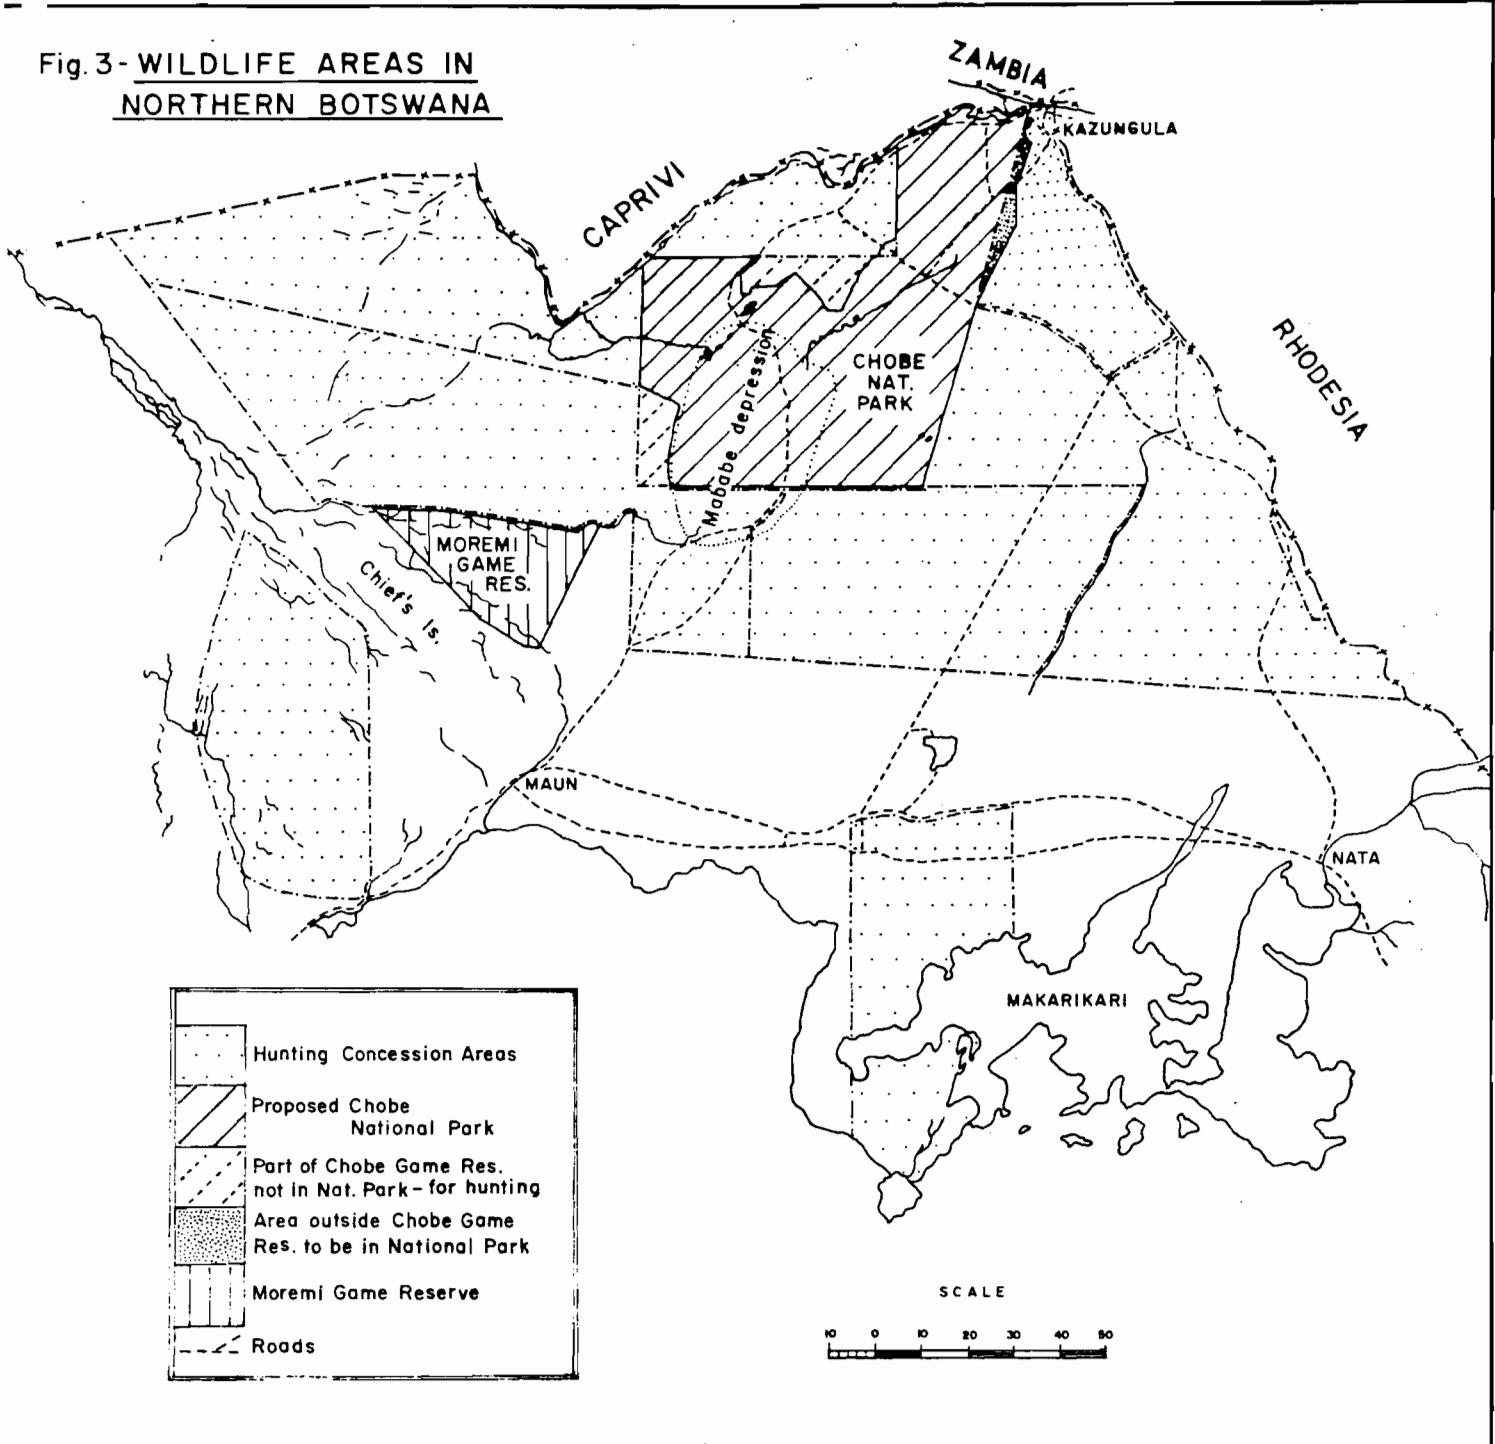 Fig. 3 - WILDLIFE AREAS IN
NORTHERN BOTSWANA
ZAMBIA
KAZUNGULA
CAPRIVI
RHODESIA
CHOBE
NAT.
PARK
Mababe depression
MOREMI
GAME
RES.
Chief's Is.
MAUN
NATA
MAKARIKARI
Hunting Concession Areas
Proposed Chobe
National Park
Part of Chobe Game Res.
not in Nat. Park - for hunting
Area outside Chobe Game
Res. to be in National Park
Moremi Game Reserve
Roads
SCALE
10 0 10 20 30 40 50